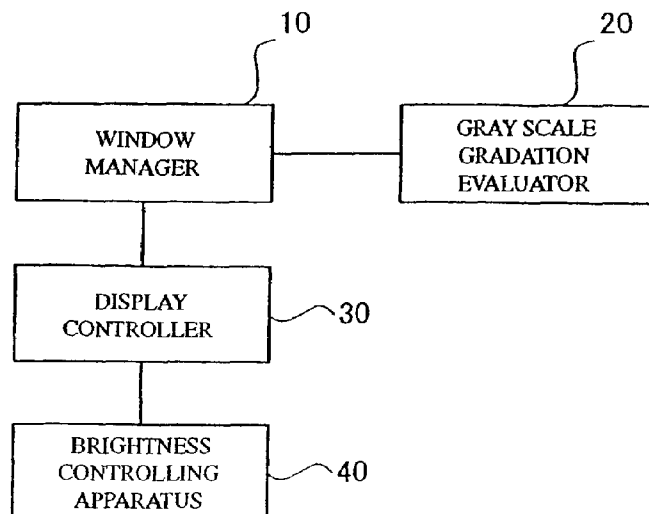 10
20
WINDOW
MANAGER
GRAY SCALE
GRADATION
EVALUATOR
DISPLAY
CONTROLLER
30
BRIGHTNESS
CONTROLLING
APPARATUS
40